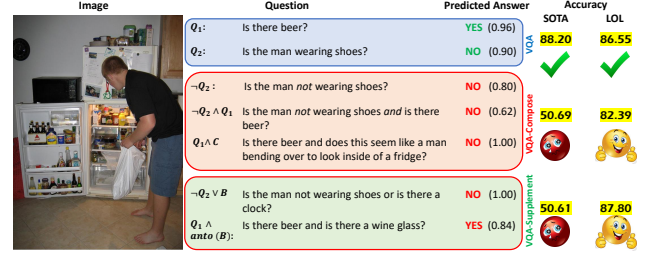 Image
Question
Predicted Answer
Accuracy
SOTA LOL
Q₁: Is there beer? YES (0.96)
Q₂: Is the man wearing shoes? NO (0.90)
VQA
88.20 86.55
¬Q₂ : Is the man not wearing shoes? NO (0.80)
¬Q₂ ∧ Q₁ Is the man not wearing shoes and is there NO (0.62)
beer?
Q₁∧ C Is there beer and does this seem like a man NO (1.00)
bending over to look inside of a fridge?
VQA-Compose
50.69 82.39
¬Q₂ ∨ B Is the man not wearing shoes or is there a NO (1.00)
clock?
Q₁ ∧ Is there beer and is there a wine glass? YES (0.84)
anto (B):
VQA-Supplement
50.61 87.80